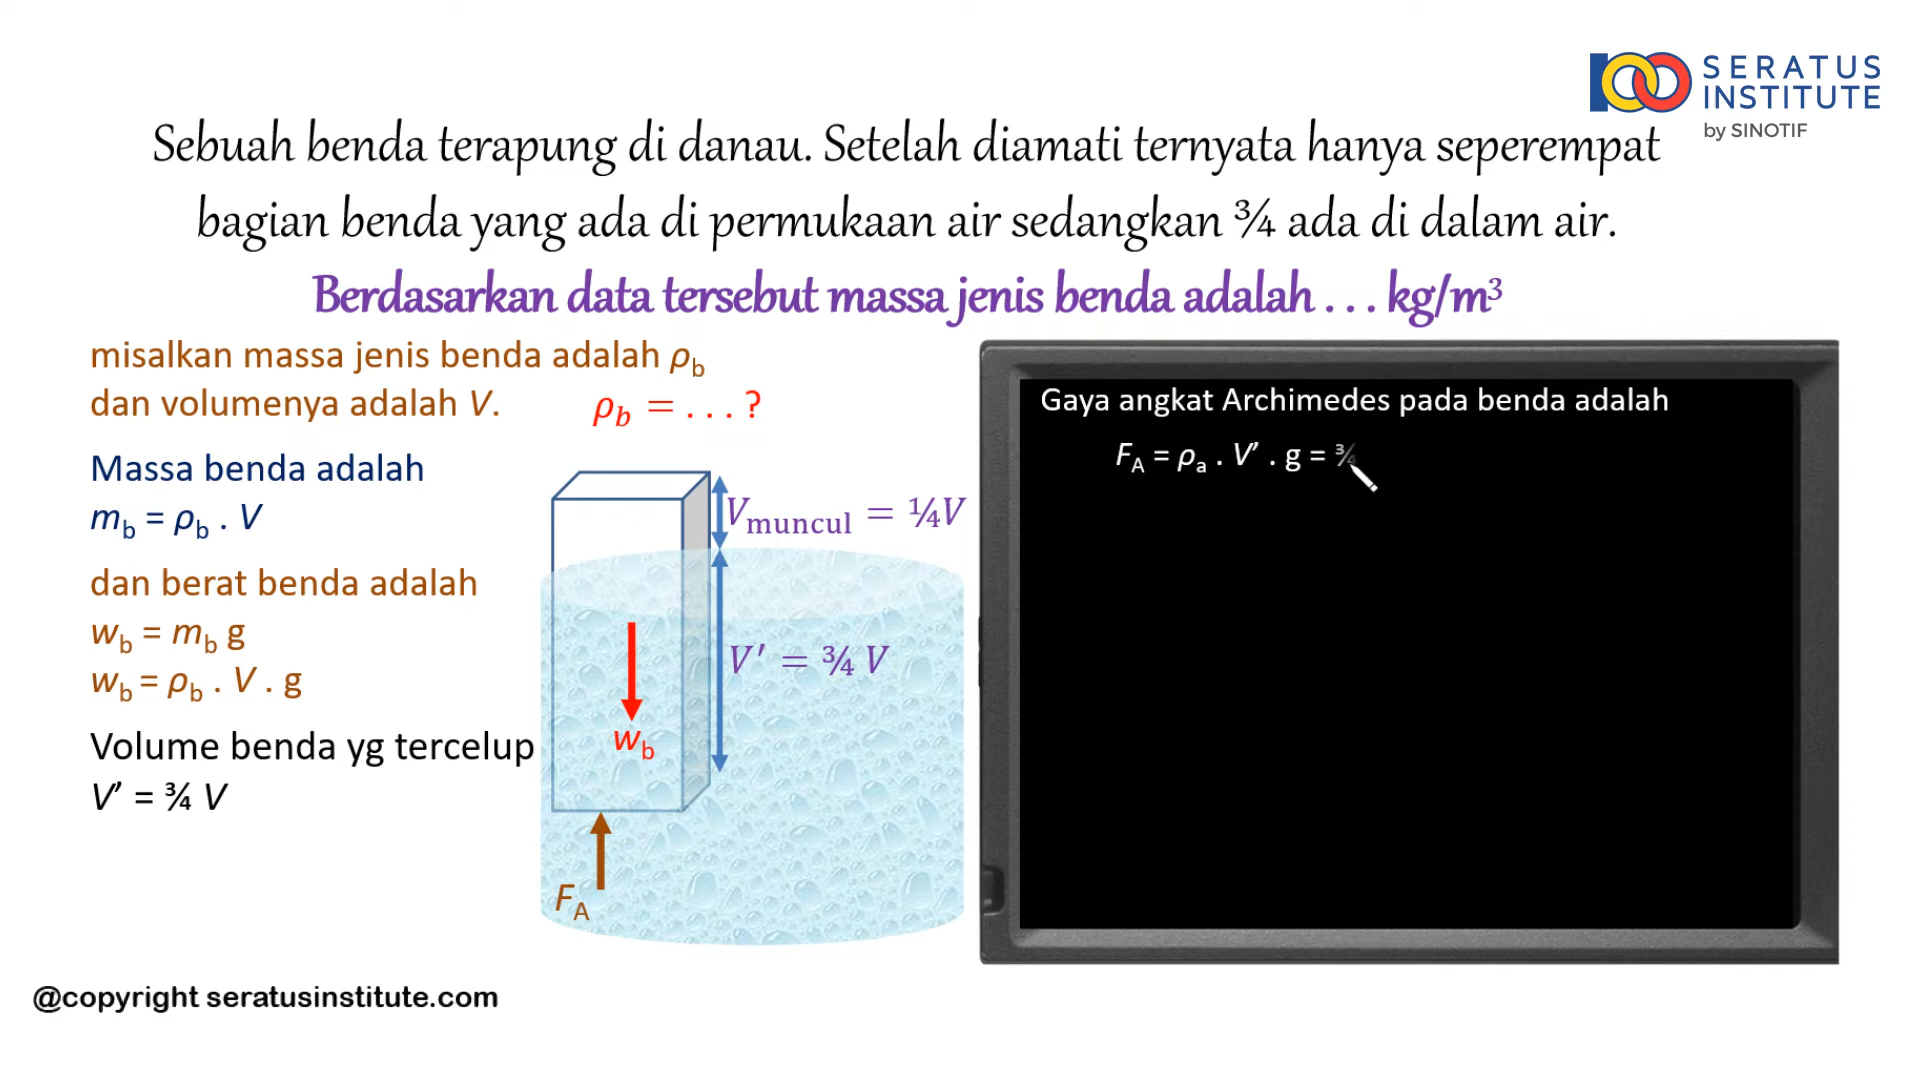 SERATUS
INSTITUTE
by SINOTIF
Sebuah benda terapung di danau. Setelah diamati ternyata hanya seperempat
bagian benda yang ada di permukaan air sedangkan ¾ ada di dalam air.
Berdasarkan data tersebut massa jenis benda adalah . . . kg/m³
misalkan massa jenis benda adalah ρb
dan volumenya adalah V.
ρb = . . . ?
Massa benda adalah
mb = ρb . V
dan berat benda adalah
wb = mb g
wb = ρb . V . g
Volume benda yg tercelup
V’ = ¾ V
Vmuncul = ¼V
V′ = ¾ V
wb
FA
Gaya angkat Archimedes pada benda adalah
FA = ρa . V’ . g = ¾
@copyright seratusinstitute.com